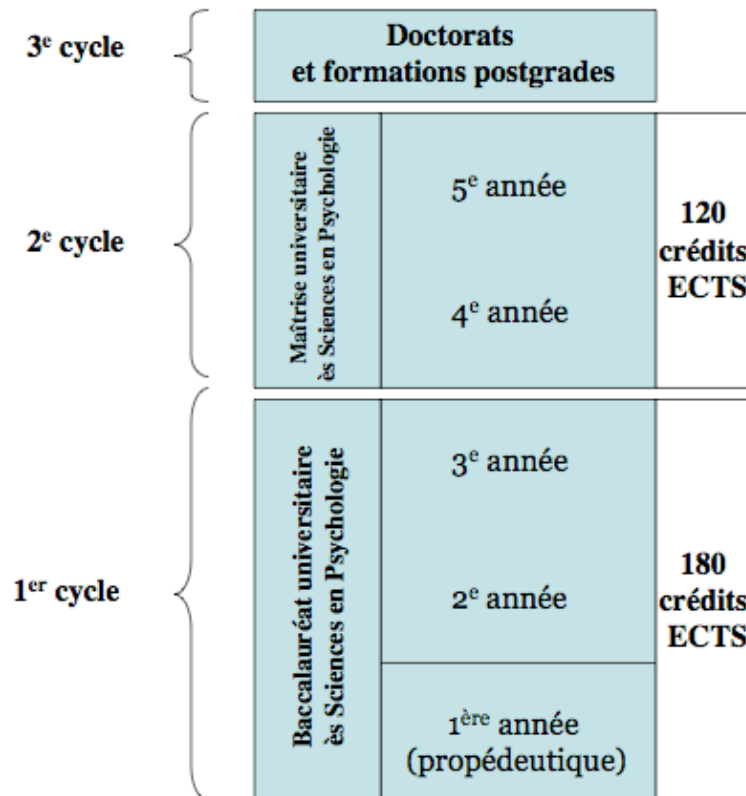 3e cycle
Doctorats
et formations postgrades
2e cycle
Maîtrise universitaire
ès Sciences en Psychologie
5e année
4e année
120
crédits
ECTS
1er cycle
Baccalauréat universitaire
ès Sciences en Psychologie
3e année
2e année
1ère année
(propédeutique)
180
crédits
ECTS